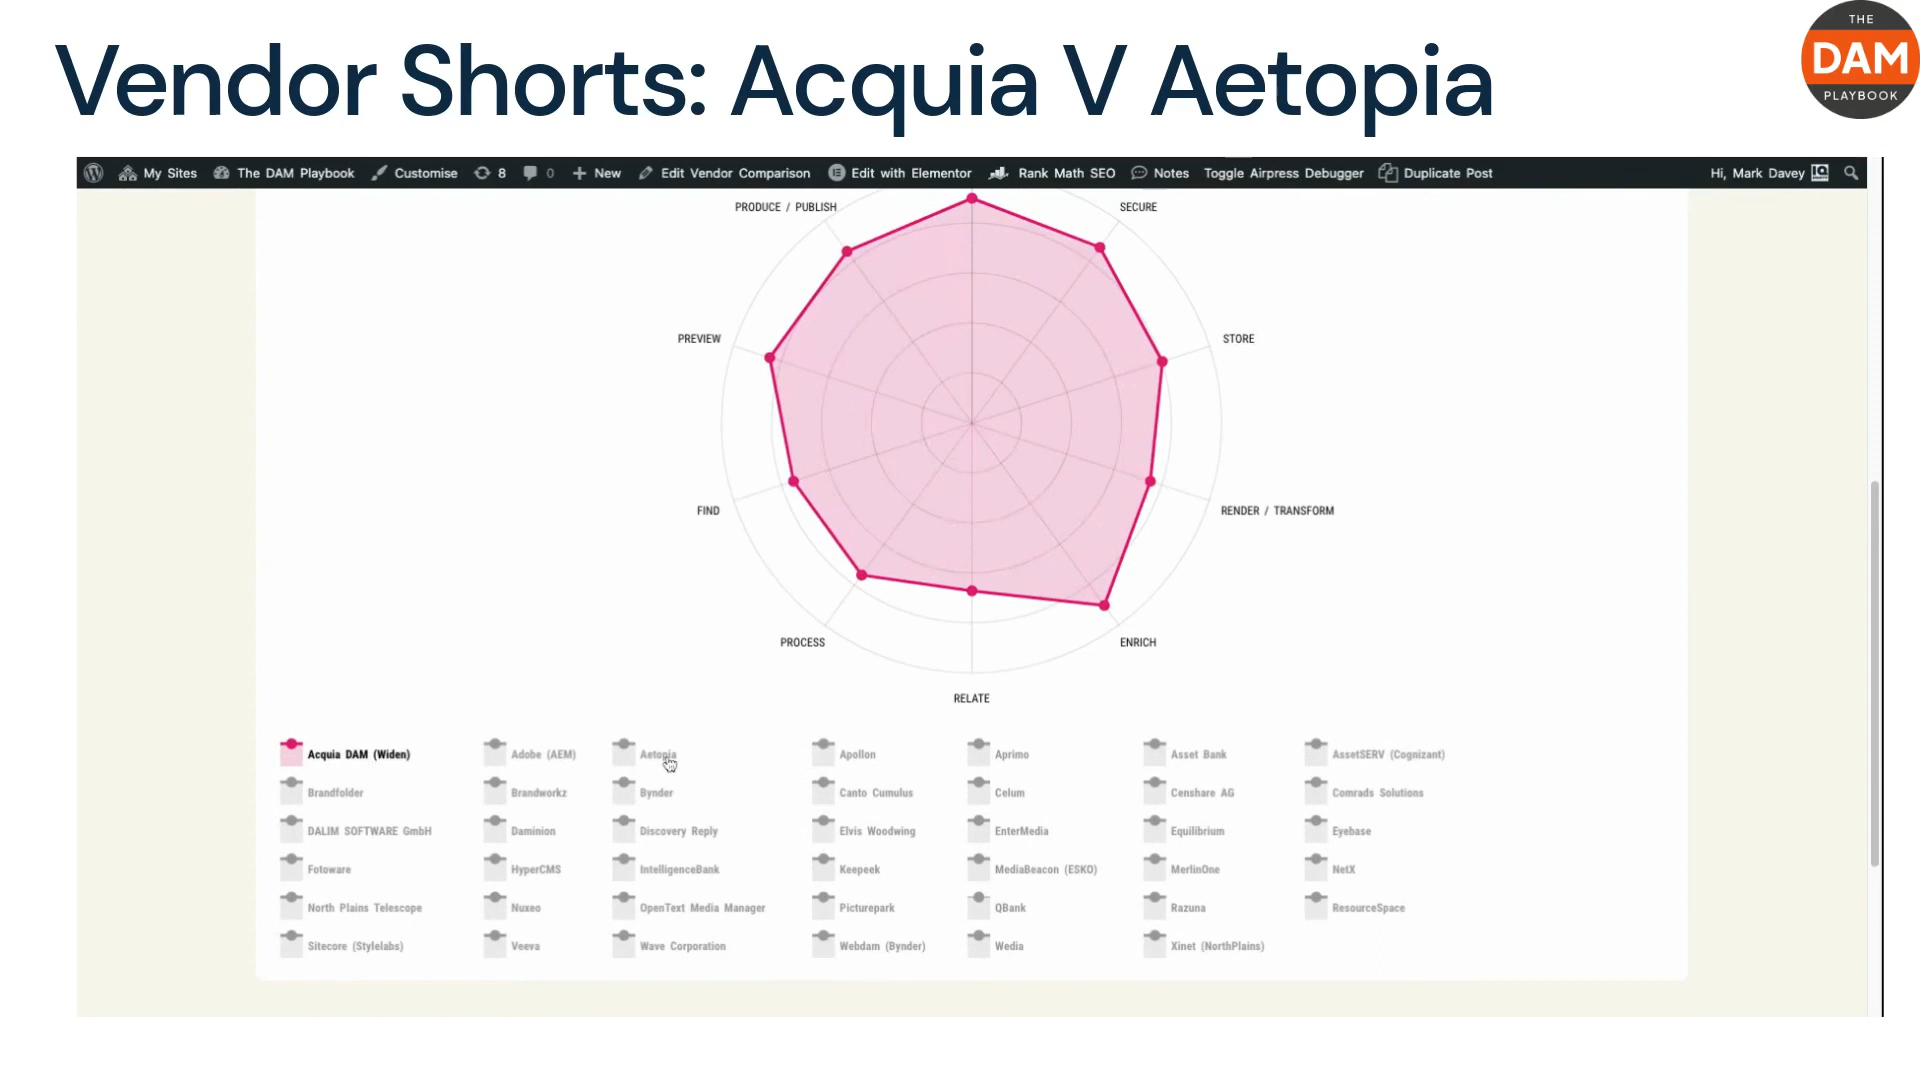 Vendor Shorts: Acquia V Aetopia
THE
DAM
PLAYBOOK
My Sites The DAM Playbook Customise 8 0 New Edit Vendor Comparison Edit with Elementor Rank Math SEO Notes Toggle Airpress Debugger Duplicate Post Hi, Mark Davey
PRODUCE / PUBLISH SECURE
PREVIEW STORE
FIND RENDER / TRANSFORM
PROCESS ENRICH
RELATE
Acquia DAM (Widen) Adobe (AEM) Aetopia Apollon Aprimo Asset Bank AssetSERV (Cognizant)
Brandfolder Brandworkz Bynder Canto Cumulus Celum Censhare AG Comrads Solutions
DALIM SOFTWARE GmbH Daminion Discovery Reply Elvis Woodwing EnterMedia Equilibrium Eyebase
Fotoware HyperCMS IntelligenceBank Keepeek MediaBeacon (ESKO) MerlinOne NetX
North Plains Telescope Nuxeo OpenText Media Manager Picturepark QBank Razuna ResourceSpace
Sitecore (Stylelabs) Veeva Wave Corporation Webdam (Bynder) Wedia Xinet (NorthPlains)